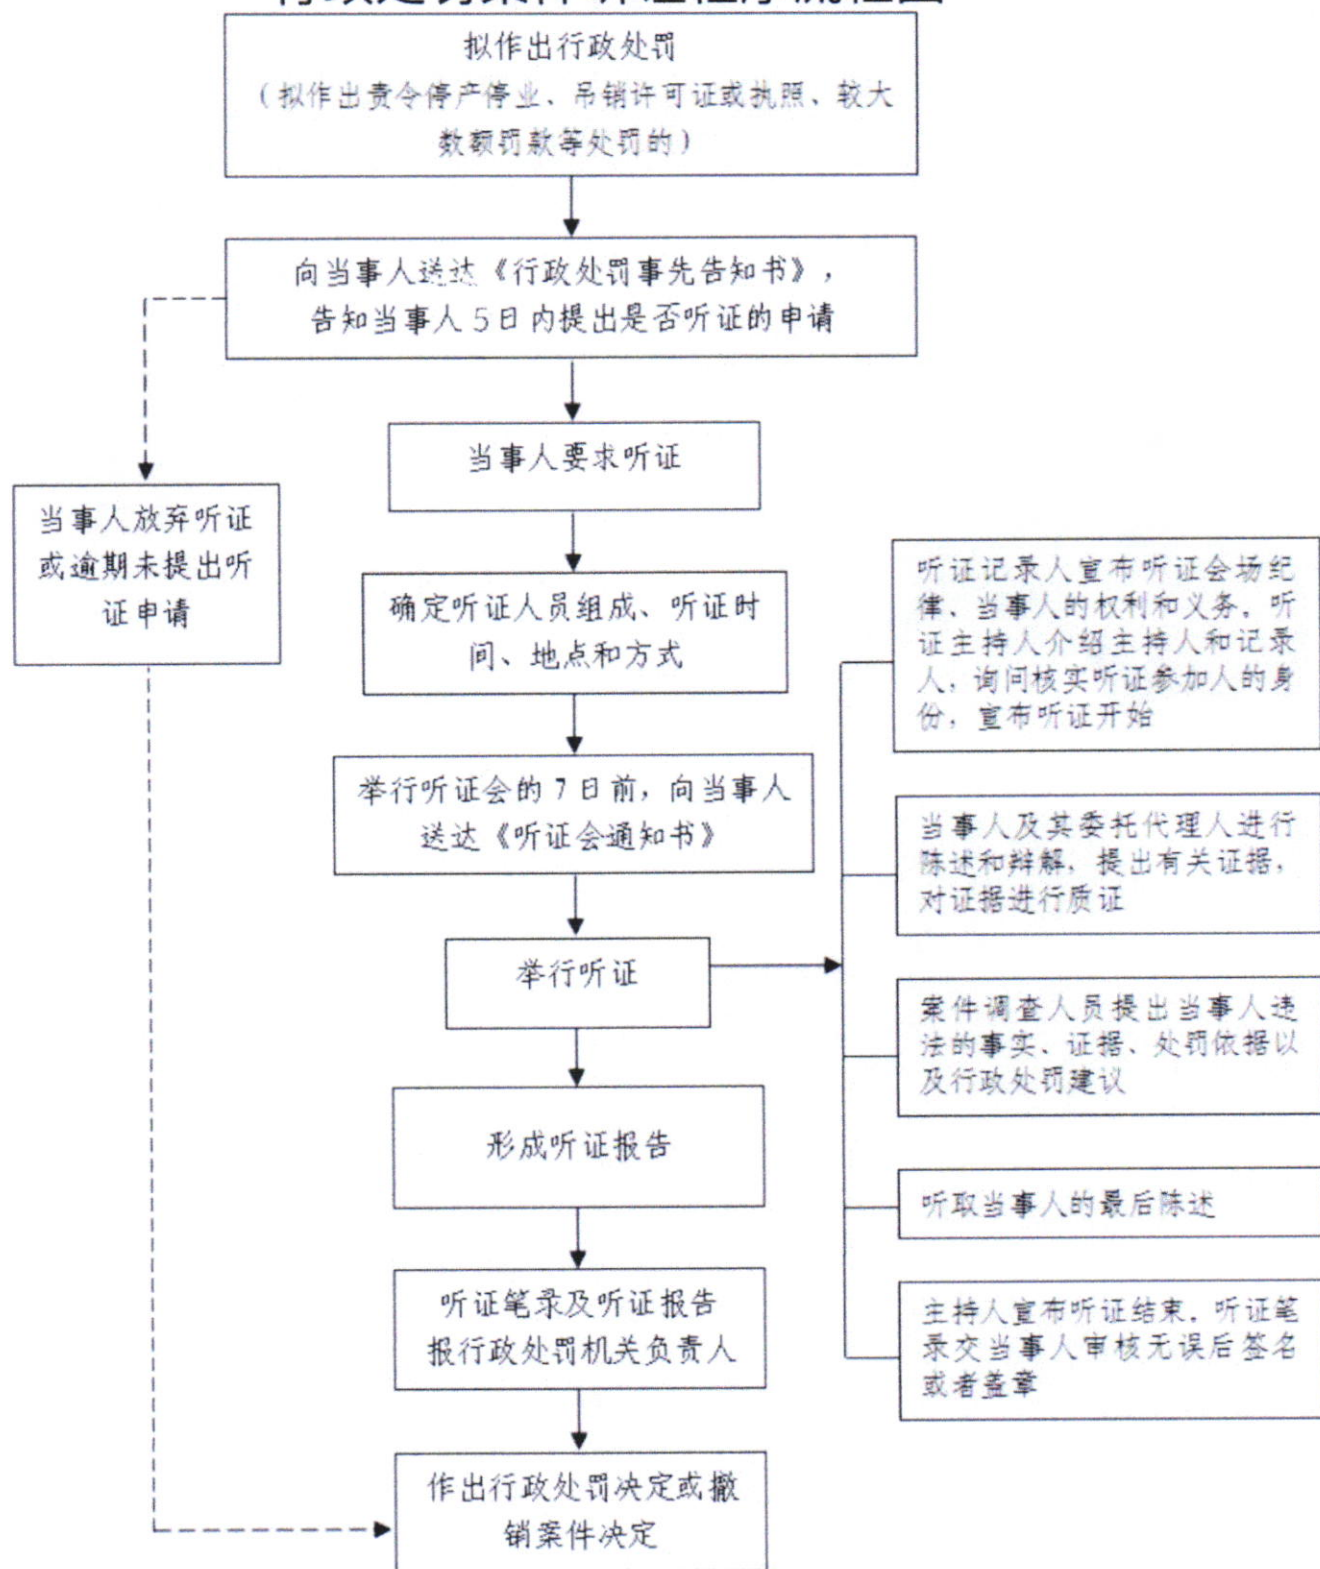 行政处罚案件听证程序流程图
拟作出行政处罚
（拟作出责令停产停业、吊销许可证或执照、较大
数额罚款等处罚的）
向当事人送达《行政处罚事先告知书》，
告知当事人5日内提出是否听证的申请
当事人要求听证
当事人放弃听证
或逾期未提出听
证申请
确定听证人员组成、听证时
间、地点和方式
举行听证会的7日前，向当事人
送达《听证会通知书》
举行听证
形成听证报告
听证笔录及听证报告
报行政处罚机关负责人
作出行政处罚决定或撤
销案件决定
听证记录人宣布听证会场纪
律、当事人的权利和义务。听
证主持人介绍主持人和记录
人，询问核实听证参加人的身
份，宣布听证开始
当事人及其委托代理人进行
陈述和辩解，提出有关证据，
对证据进行质证
案件调查人员提出当事人违
法的事实、证据、处罚依据以
及行政处罚建议
听取当事人的最后陈述
主持人宣布听证结束。听证笔
录交当事人审核无误后签名
或者盖章